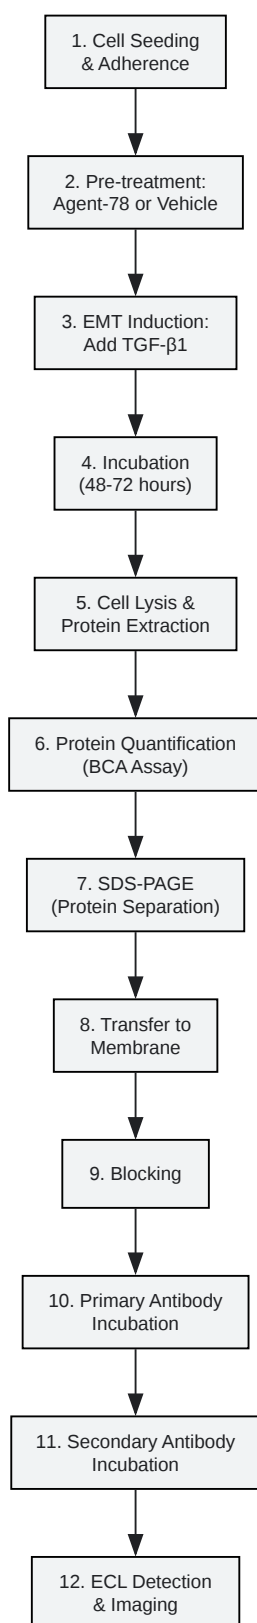 1. Cell Seeding
& Adherence
2. Pre-treatment:
Agent-78 or Vehicle
3. EMT Induction:
Add TGF-β1
4. Incubation
(48-72 hours)
5. Cell Lysis &
Protein Extraction
6. Protein Quantification
(BCA Assay)
7. SDS-PAGE
(Protein Separation)
8. Transfer to
Membrane
9. Blocking
10. Primary Antibody
Incubation
11. Secondary Antibody
Incubation
12. ECL Detection
& Imaging